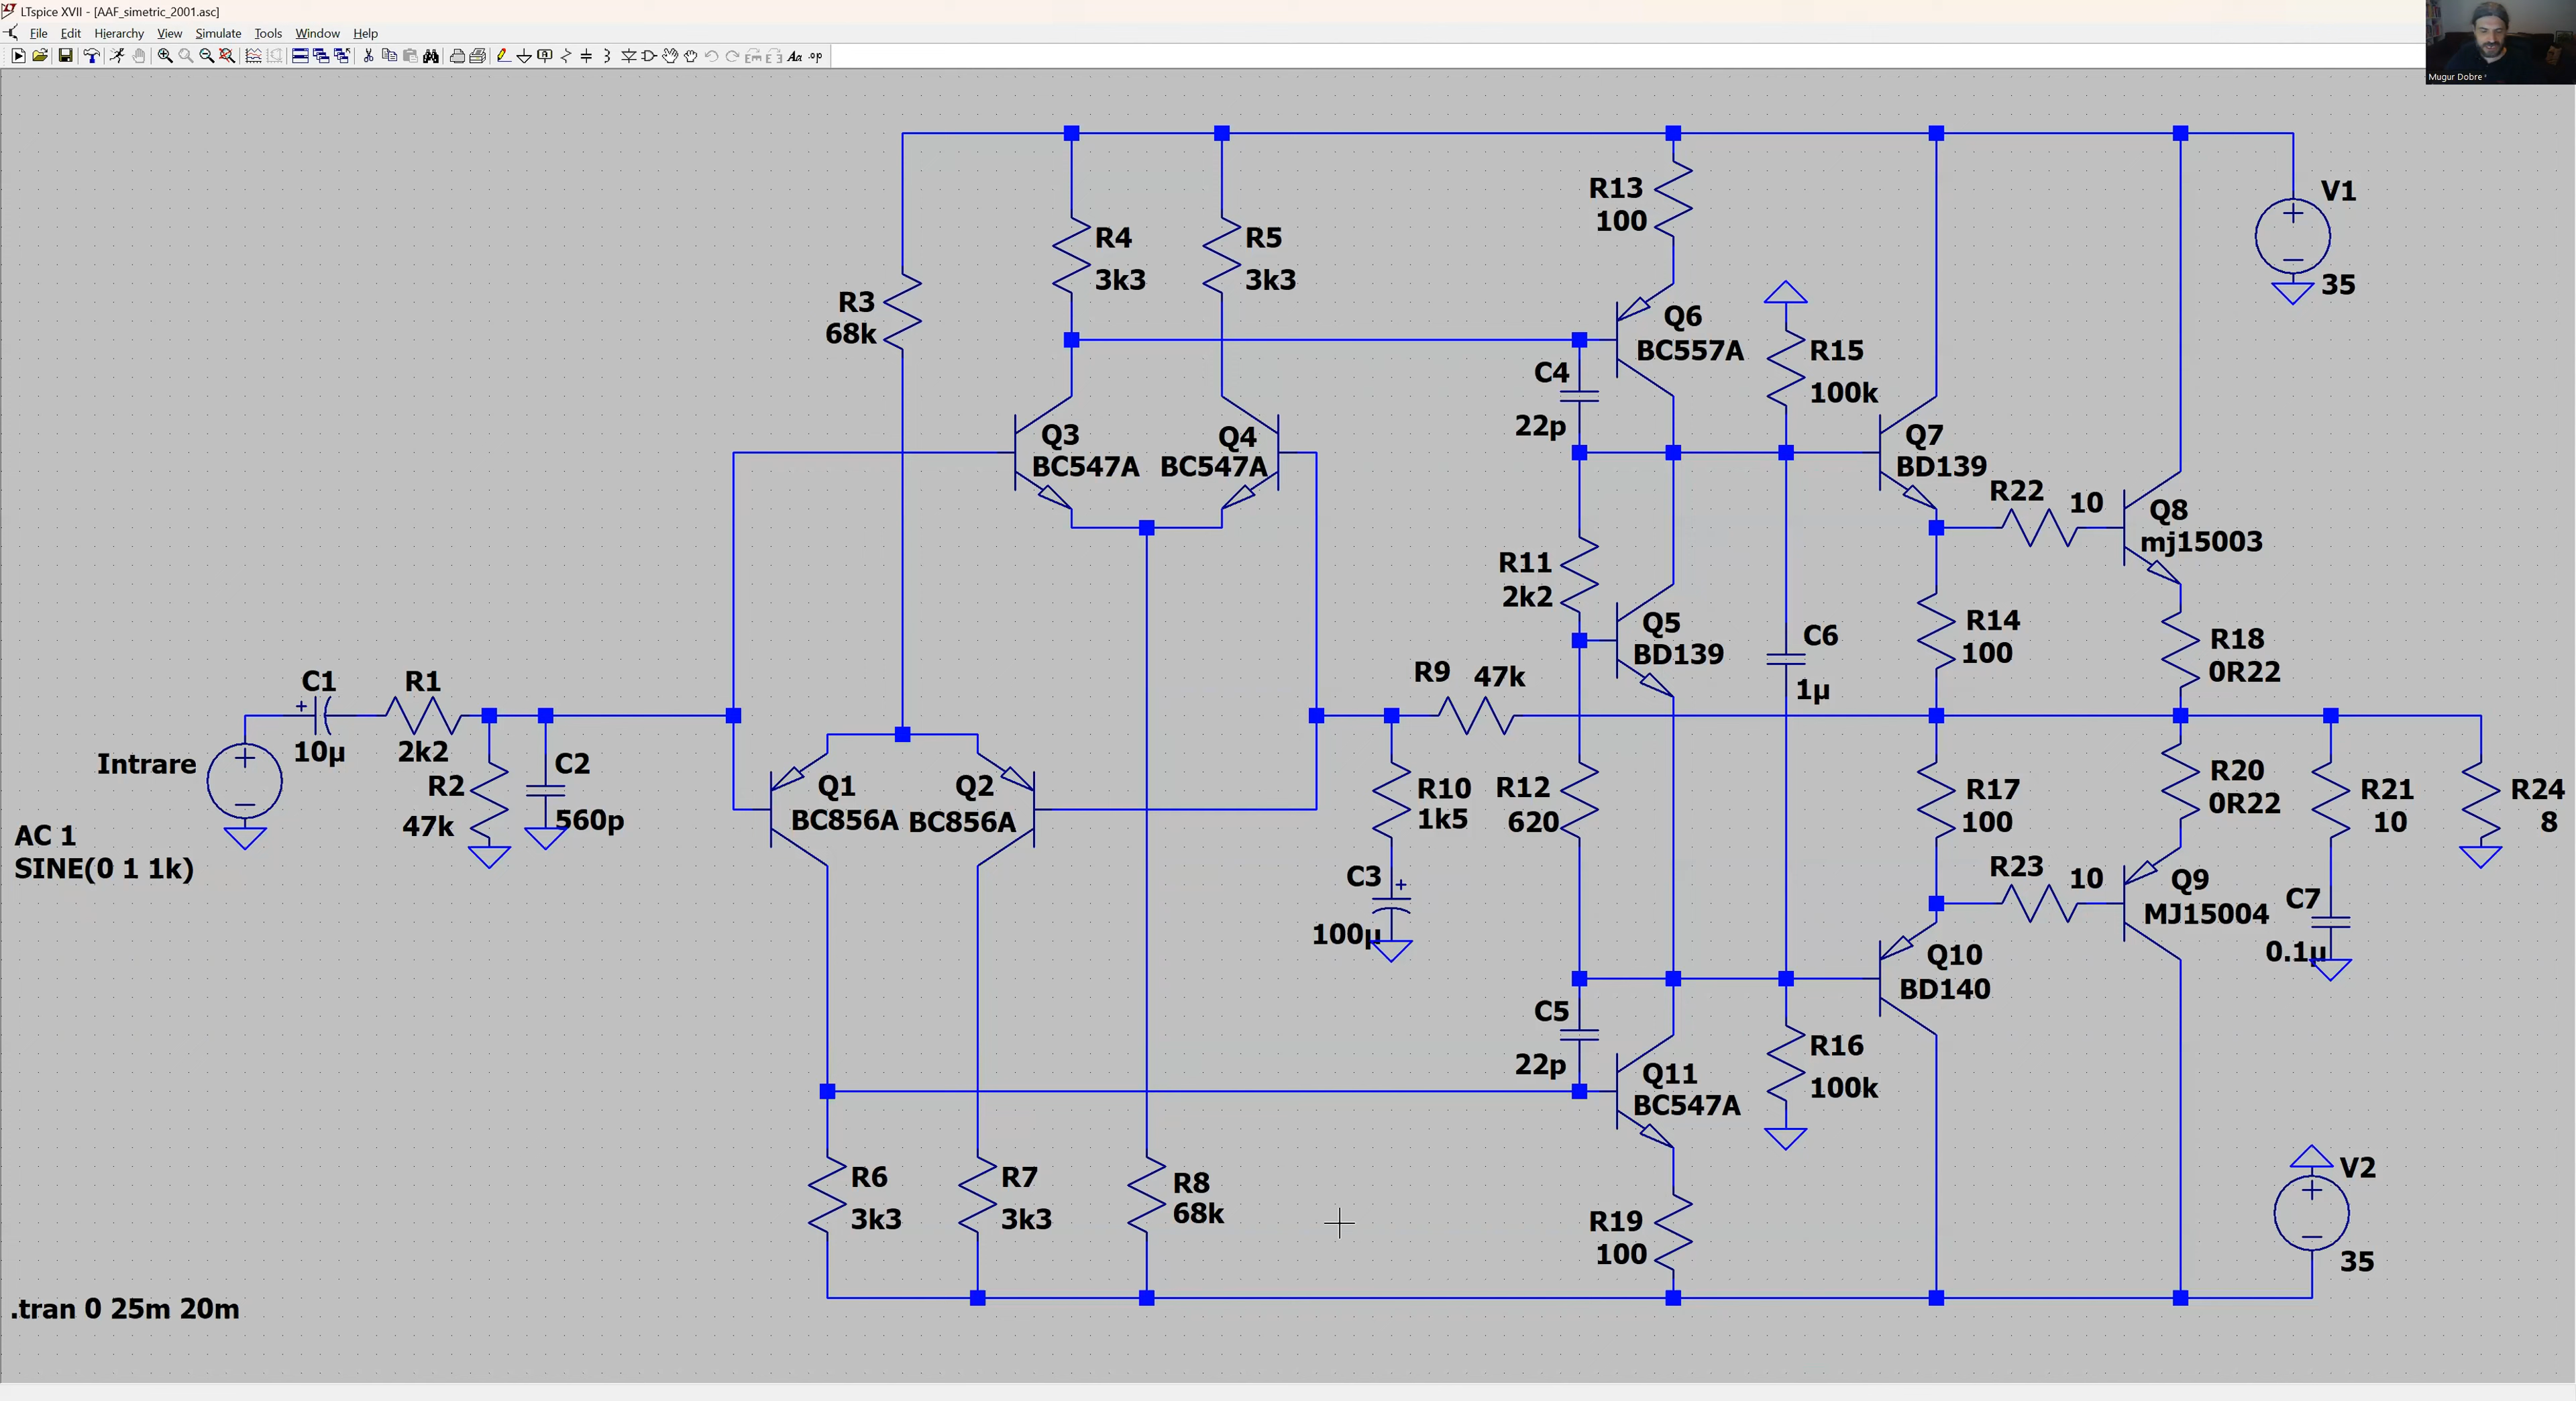 LTspice XVII - [AAF_simetric_2001.asc]
File Edit Hierarchy View Simulate Tools Window Help
Mugur Dobre
V1
35
R13
100
R4
3k3
R5
3k3
R3
68k
Q6
BC557A
R15
100k
C4
22p
Q3
BC547A
Q4
BC547A
Q7
BD139
R22 10
Q8
mj15003
R11
2k2
Q5
BD139
C6
1µ
R14
100
R18
0R22
C1
10µ
R1
2k2
R9 47k
Intrare
AC 1
SINE(0 1 1k)
R2
47k
C2
560p
Q1
BC856A
Q2
BC856A
R10
1k5
R12
620
R17
100
R20
0R22
R21
10
R24
8
C3
100µ
R23 10
Q9
MJ15004
C7
0.1µ
Q10
BD140
C5
22p
Q11
BC547A
R16
100k
R6
3k3
R7
3k3
R8
68k
R19
100
V2
35
.tran 0 25m 20m